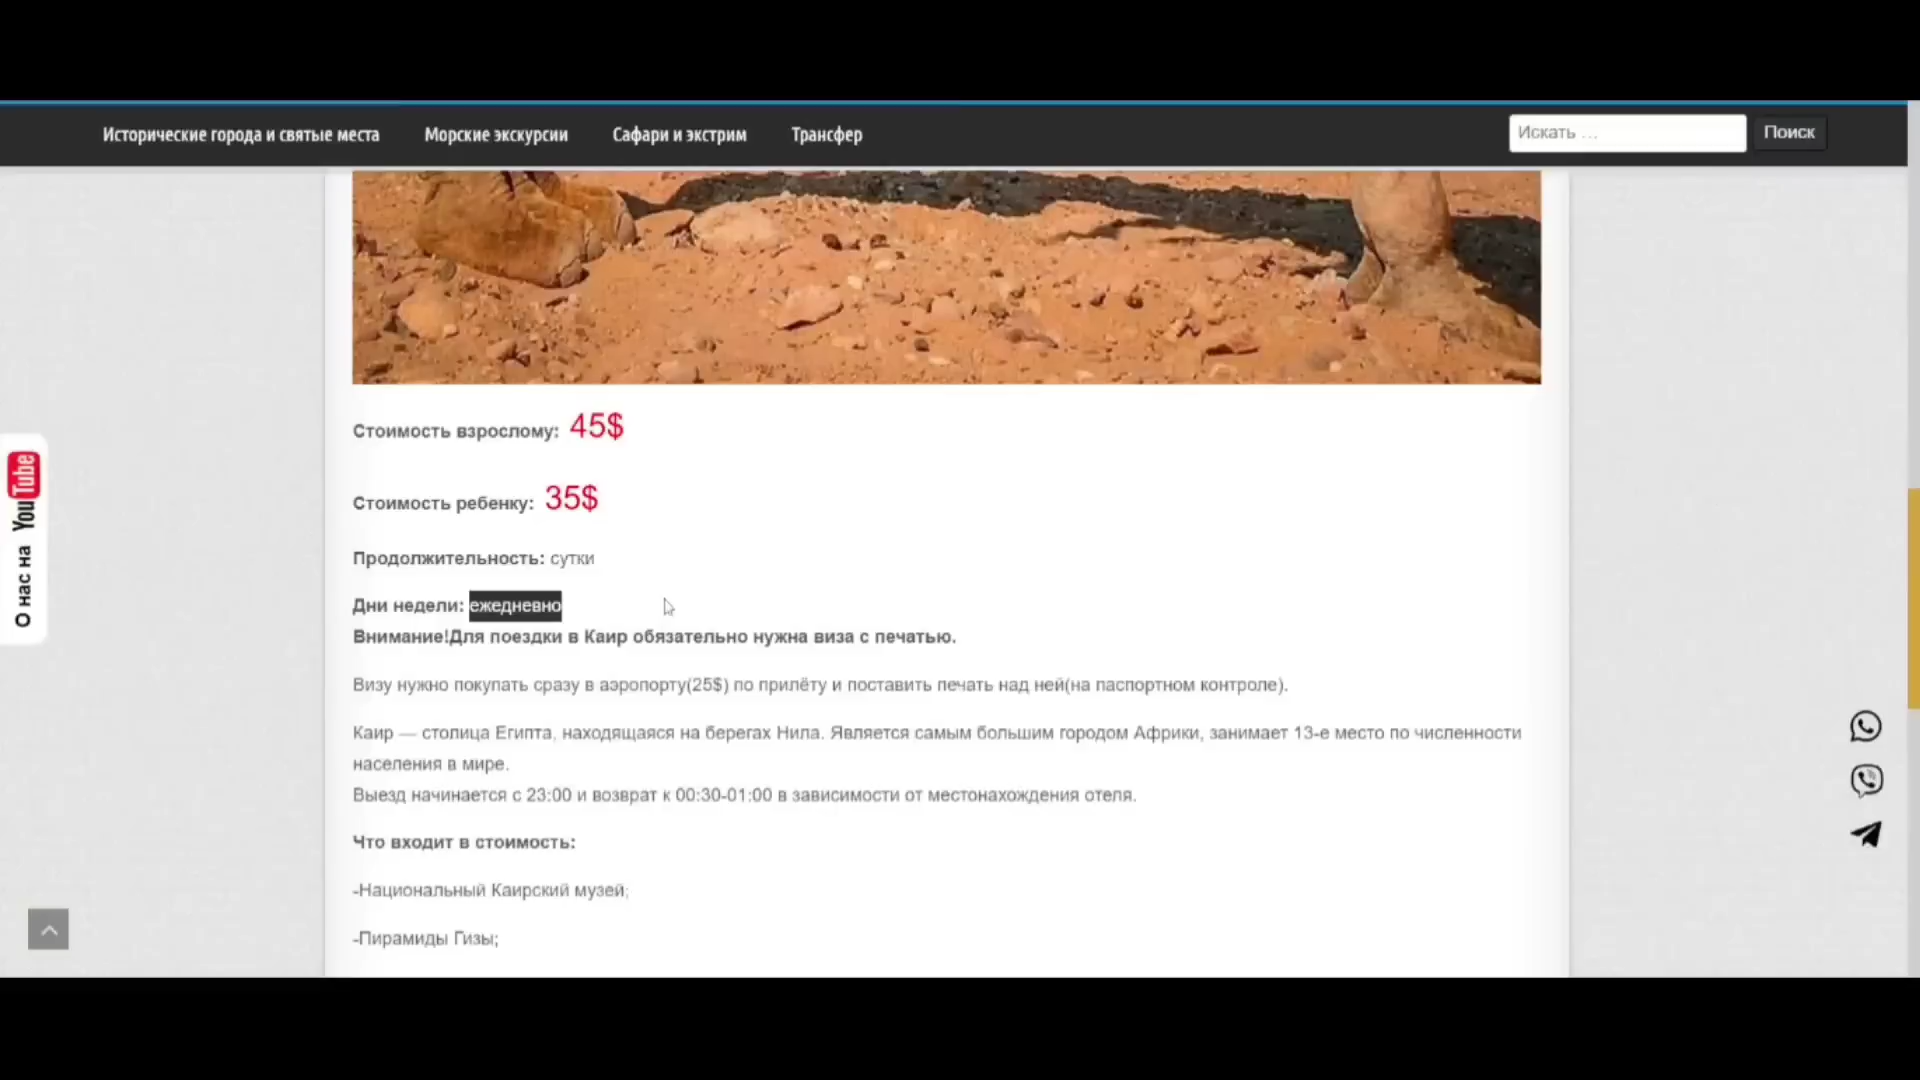 Исторические города и святые места
Морские экскурсии
Сафари и экстрим
Трансфер
Искать …
Поиск
Стоимость взрослому: 45$
Стоимость ребенку: 35$
Продолжительность: сутки
Дни недели: ежедневно
Внимание!Для поездки в Каир обязательно нужна виза с печатью.
Визу нужно покупать сразу в аэропорту(25$) по прилёту и поставить печать над ней(на паспортном контроле).
Каир — столица Египта, находящаяся на берегах Нила. Является самым большим городом Африки, занимает 13-е место по численности
населения в мире.
Выезд начинается с 23:00 и возврат к 00:30-01:00 в зависимости от местонахождения отеля.
Что входит в стоимость:
-Национальный Каирский музей;
-Пирамиды Гизы;
О нас на YouTube